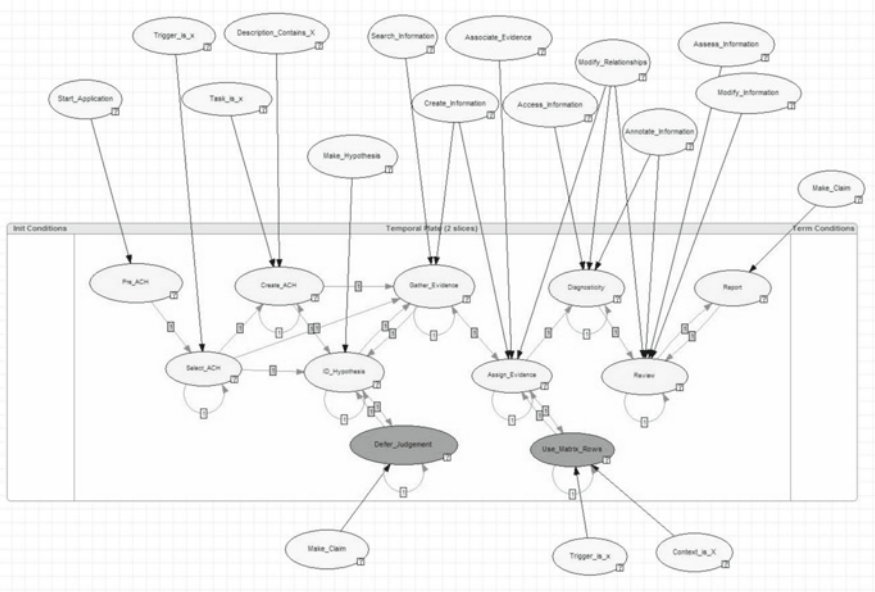 Trigger_is_x
Description_Contains_X
Search_Information
Associate_Evidence
Assess_Information
Modify_Relationships
Start_Application
Task_is_x
Create_Information
Access_Information
Modify_Information
Annotate_Information
Make_Hypothesis
Make_Claim
Init Conditions
Temporal Plate (2 slices)
Term Conditions
Pre_ACH
Create_ACH
Gather_Evidence
Diagnosticity
Report
Select_ACH
ID_Hypothesis
Assign_Evidence
Review
Defer_Judgement
Use_Matrix_Rows
Make_Claim
Trigger_is_x
Context_is_X